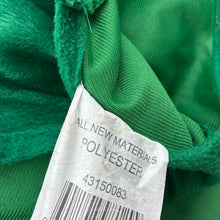 ALL NEW MATERIALS
POLYESTER
43150083